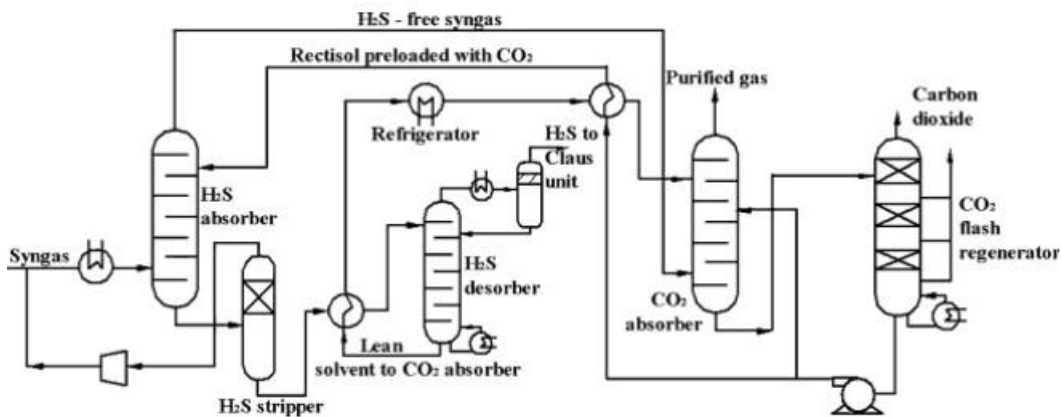 H₂S - free syngas
Rectisol preloaded with CO₂
Purified gas
Carbon
dioxide
Refrigerator
H₂S to
Claus
unit
H₂S
absorber
CO₂
flash
regenerator
Syngas
H₂S
desorber
CO₂
absorber
Lean
solvent to CO₂ absorber
H₂S stripper